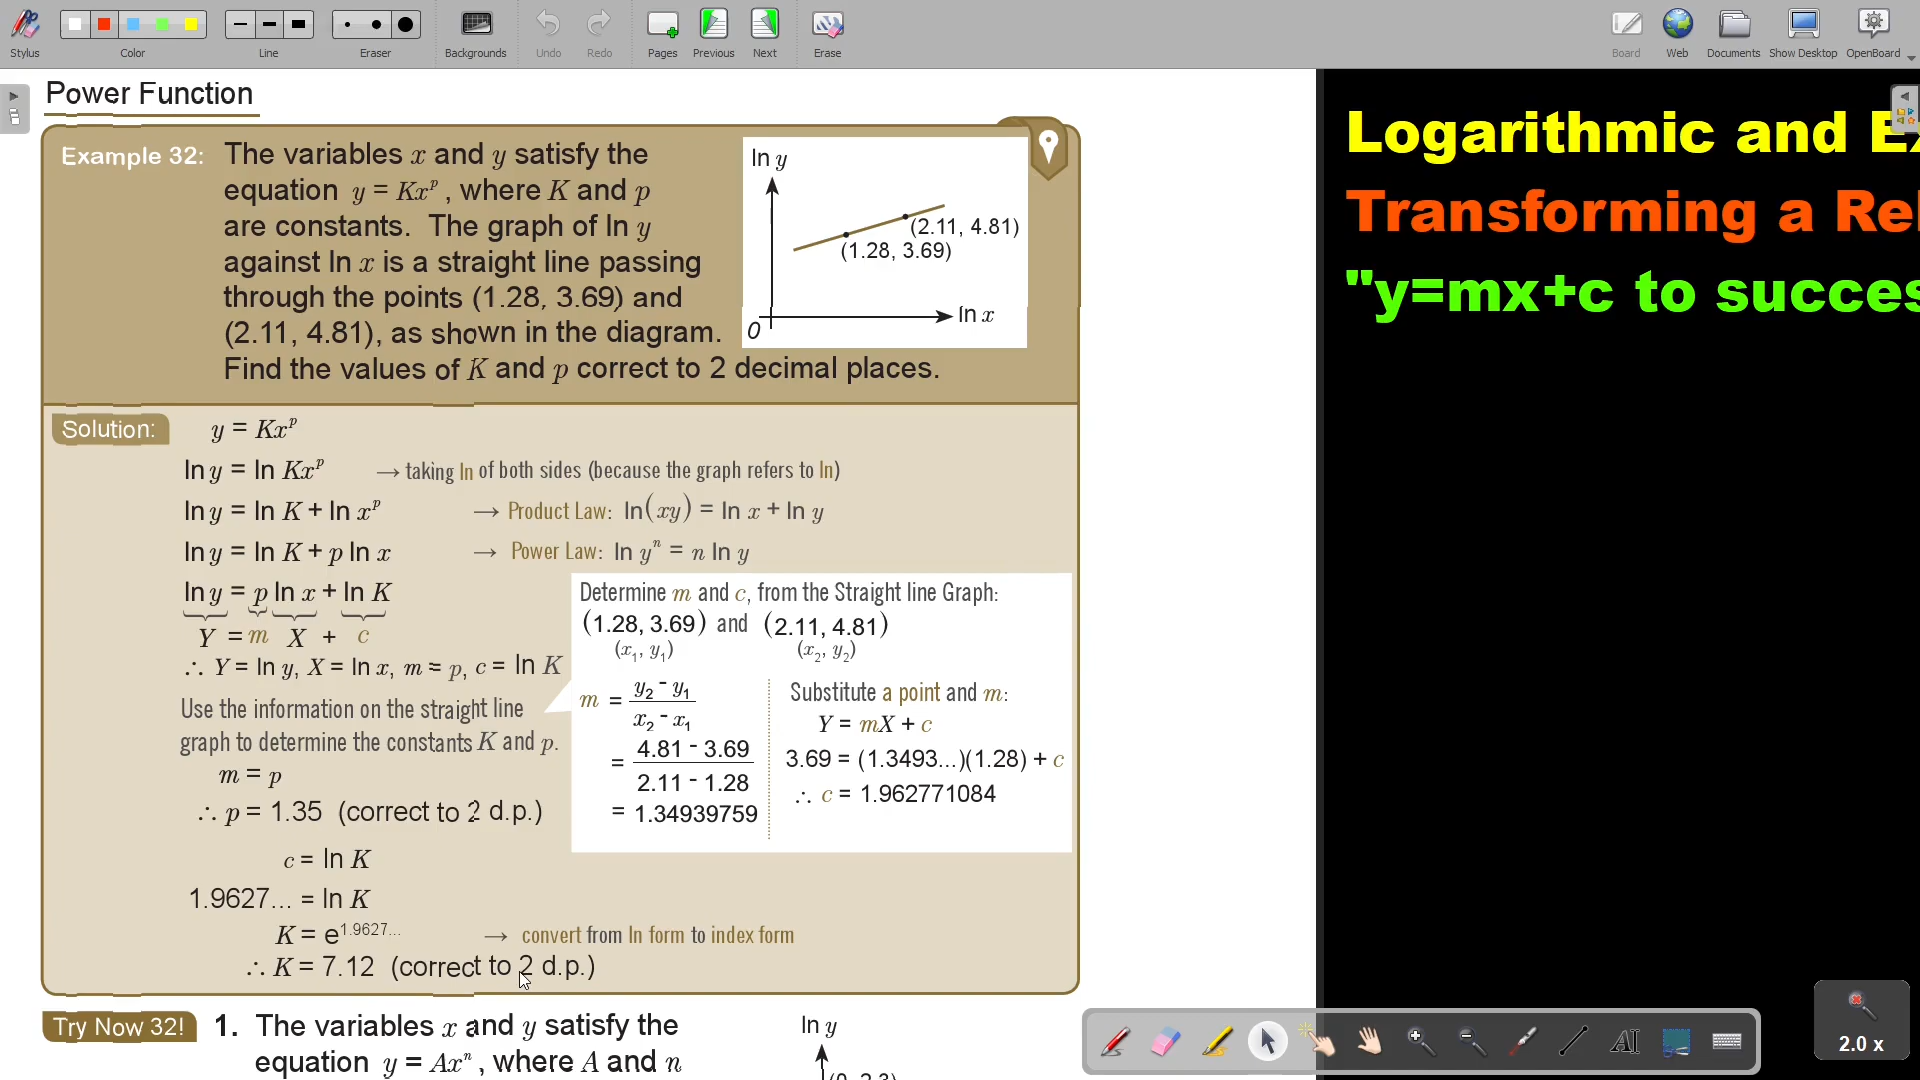 Stylus
Color
Line
Eraser
Backgrounds
Undo
Redo
Pages
Previous
Next
Erase
Board
Web
Documents
Show Desktop
OpenBoard
Power Function
Example 32: The variables x and y satisfy the
equation y = Kx^p, where K and p
are constants. The graph of ln y
against ln x is a straight line passing
through the points (1.28, 3.69) and
(2.11, 4.81), as shown in the diagram.
Find the values of K and p correct to 2 decimal places.
ln y
(2.11, 4.81)
(1.28, 3.69)
ln x
O
Solution: y = Kx^p
ln y = ln Kx^p → taking ln of both sides (because the graph refers to ln)
ln y = ln K + ln x^p → Product Law: ln(xy) = ln x + ln y
ln y = ln K + p ln x → Power Law: ln y^n = n ln y
ln y = p ln x + ln K
Y = m X + c
∴ Y = ln y, X = ln x, m = p, c = ln K
Use the information on the straight line
graph to determine the constants K and p.
m = p
∴ p = 1.35 (correct to 2 d.p.)
c = ln K
1.9627... = ln K
K = e^1.9627... → convert from ln form to index form
∴ K = 7.12 (correct to 2 d.p.)
Determine m and c, from the Straight line Graph:
(1.28, 3.69) and (2.11, 4.81)
(x₁, y₁) (x₂, y₂)
m = y₂ - y₁
x₂ - x₁
= 4.81 - 3.69
2.11 - 1.28
= 1.34939759
Substitute a point and m:
Y = mX + c
3.69 = (1.3493...)(1.28) + c
∴ c = 1.962771084
Try Now 32! 1. The variables x and y satisfy the
equation y = Ax^n, where A and n
ln y
Logarithmic and Ex
Transforming a Rel
"y=mx+c to succes
2.0 x